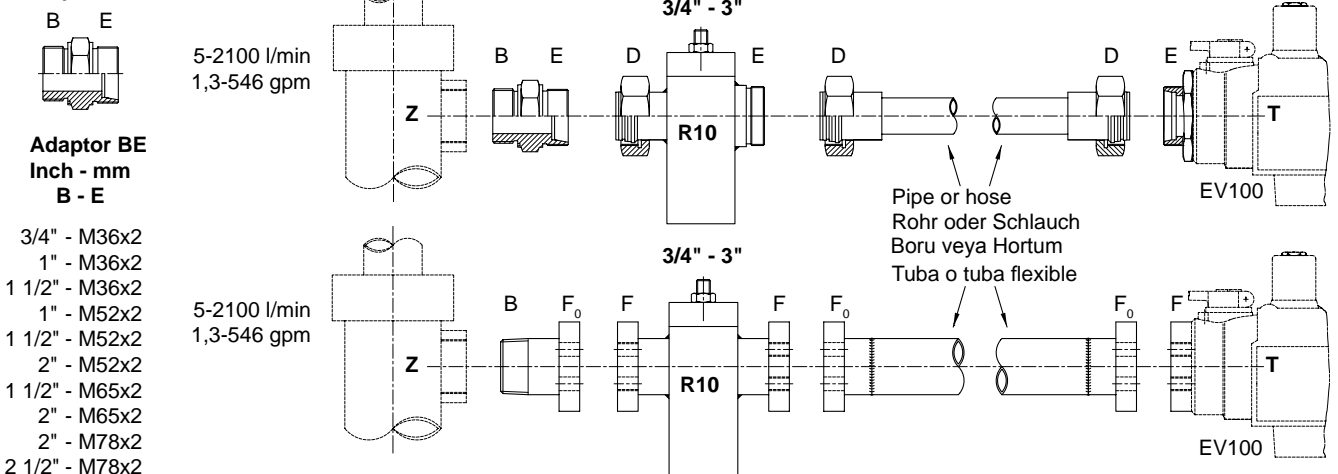 3/4" - 3"
B E
5-2100 l/min
1,3-546 gpm
B E D E D D E
Z
R10
T
Adaptor BE
Inch - mm
B - E
Pipe or hose
Rohr oder Schlauch
Boru veya Hortum
Tuba o tuba flexible
EV100
3/4" - M36x2
1" - M36x2
1 1/2" - M36x2
1" - M52x2
1 1/2" - M52x2
2" - M52x2
1 1/2" - M65x2
2" - M65x2
2" - M78x2
2 1/2" - M78x2
3/4" - 3"
5-2100 l/min
1,3-546 gpm
B F₀ F F F₀ F₀ F
Z
R10
T
EV100